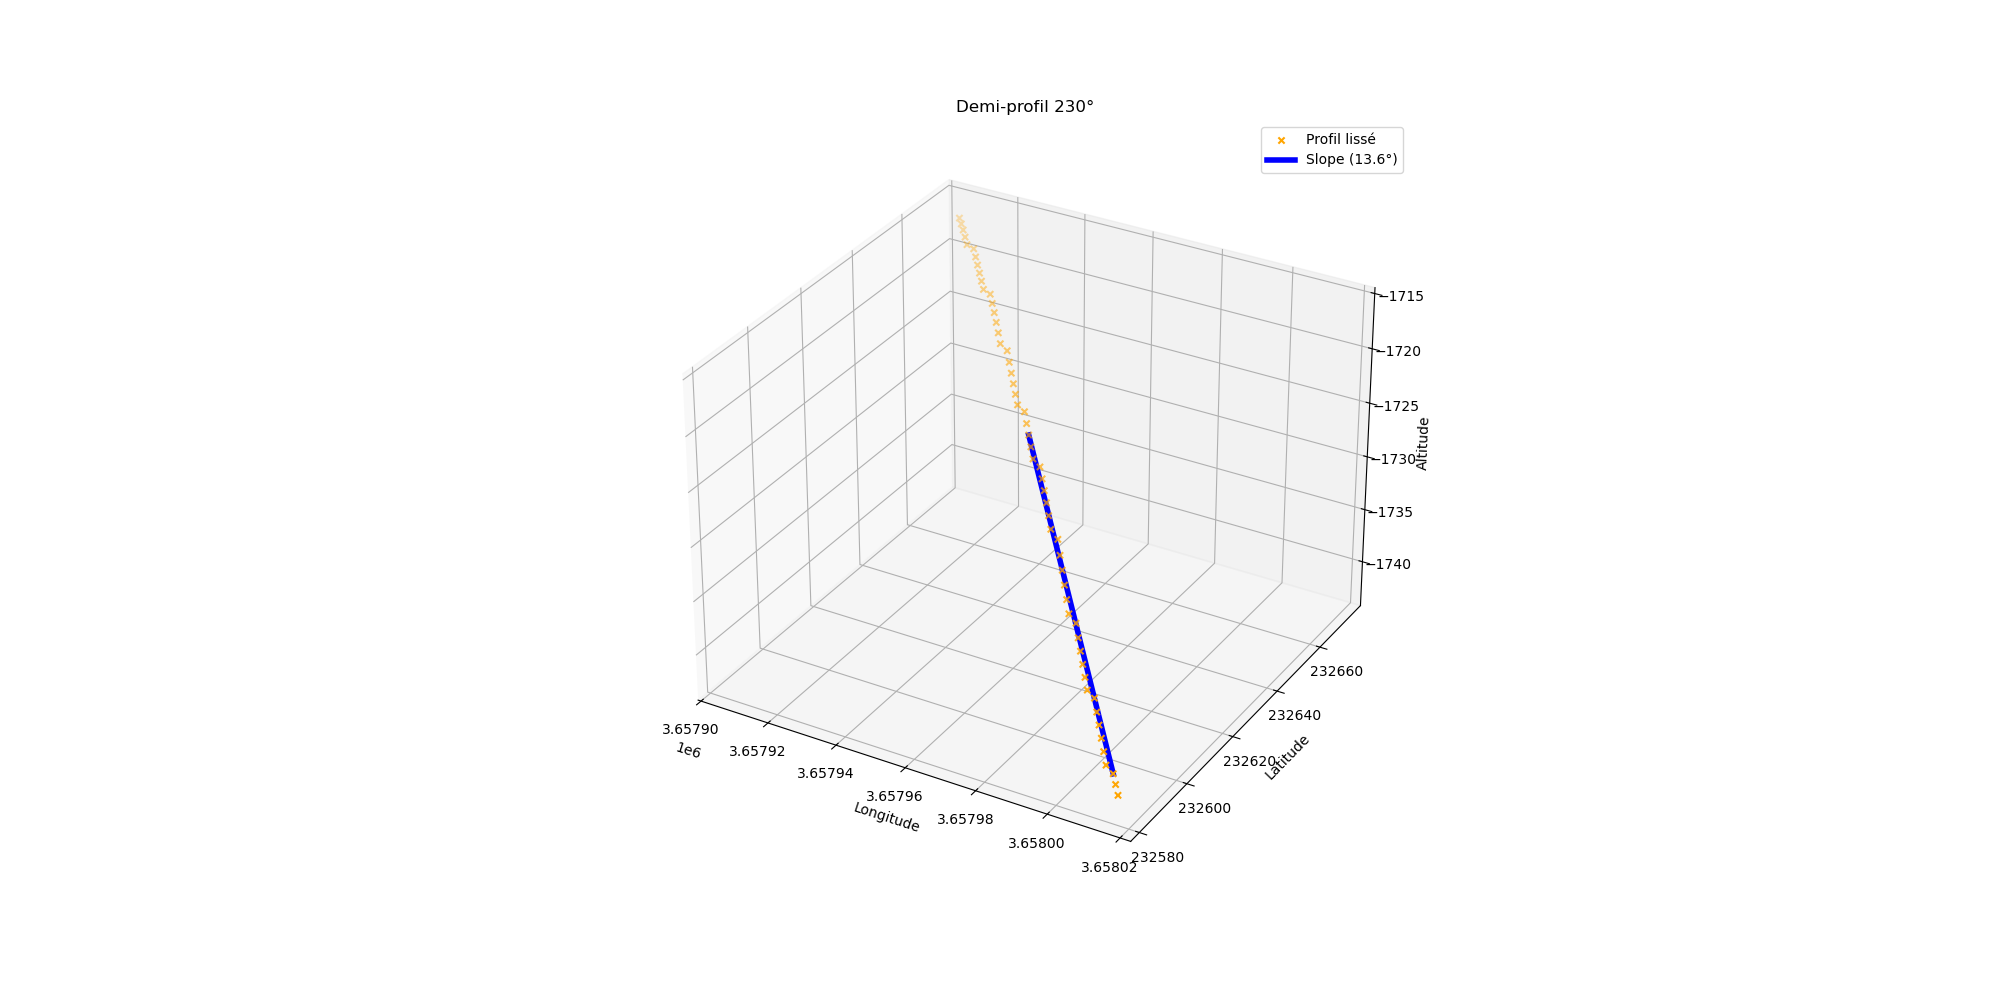 Demi-profil 230°
Profil lissé
Slope (13.6°)
−1715
−1720
−1725
−1730
−1735
−1740
Altitude
232660
232640
232620
232600
232580
Latitude
3.65790
3.65792
3.65794
3.65796
3.65798
3.65800
3.65802
1e6
Longitude